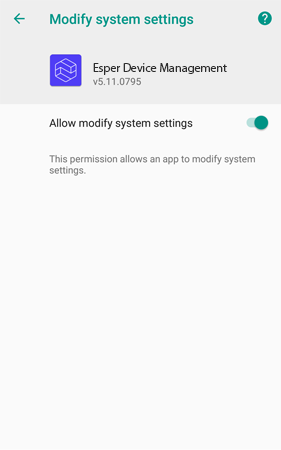 Modify system settings
Esper Device Management
v5.11.0795
Allow modify system settings
This permission allows an app to modify system
settings.